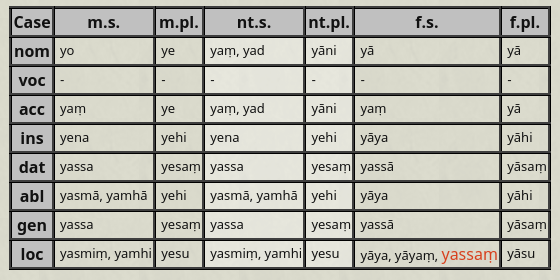 Case m.s. m.pl. nt.s. nt.pl. f.s. f.pl.
nom yo ye yaṃ, yad yāni yā yā
voc - - - - - -
acc yaṃ ye yaṃ, yad yāni yaṃ yā
ins yena yehi yena yehi yāya yāhi
dat yassa yesaṃ yassa yesaṃ yassā yāsaṃ
abl yasmā, yamhā yehi yasmā, yamhā yehi yāya yāhi
gen yassa yesaṃ yassa yesaṃ yassā yāsaṃ
loc yasmiṃ, yamhi yesu yasmiṃ, yamhi yesu yāya, yāyaṃ, yassaṃ yāsu